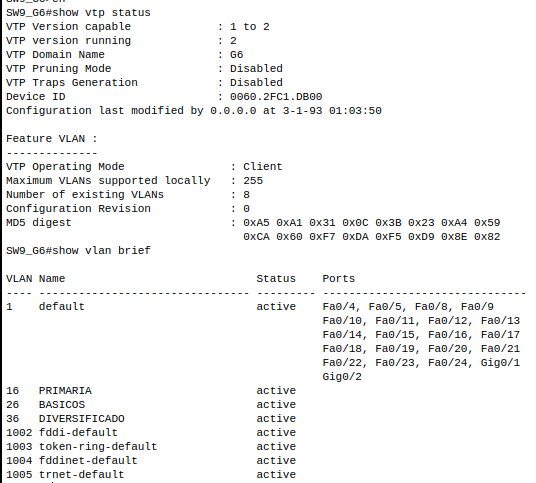 SW9_G6#show vtp status
VTP Version capable : 1 to 2
VTP version running : 2
VTP Domain Name : G6
VTP Pruning Mode : Disabled
VTP Traps Generation : Disabled
Device ID : 0060.2FC1.DB00
Configuration last modified by 0.0.0.0 at 3-1-93 01:03:50
Feature VLAN :
--------------
VTP Operating Mode : Client
Maximum VLANs supported locally : 255
Number of existing VLANs : 8
Configuration Revision : 0
MD5 digest : 0xA5 0xA1 0x31 0x0C 0x3B 0x23 0xA4 0x59
0xCA 0x60 0xF7 0xDA 0xF5 0xD9 0x8E 0x82
SW9_G6#show vlan brief
VLAN Name Status Ports
---- -------------------------------- --------- -------------------------------
1 default active Fa0/4, Fa0/5, Fa0/8, Fa0/9
Fa0/10, Fa0/11, Fa0/12, Fa0/13
Fa0/14, Fa0/15, Fa0/16, Fa0/17
Fa0/18, Fa0/19, Fa0/20, Fa0/21
Fa0/22, Fa0/23, Fa0/24, Gig0/1
Gig0/2
16 PRIMARIA active
26 BASICOS active
36 DIVERSIFICADO active
1002 fddi-default active
1003 token-ring-default active
1004 fddinet-default active
1005 trnet-default active